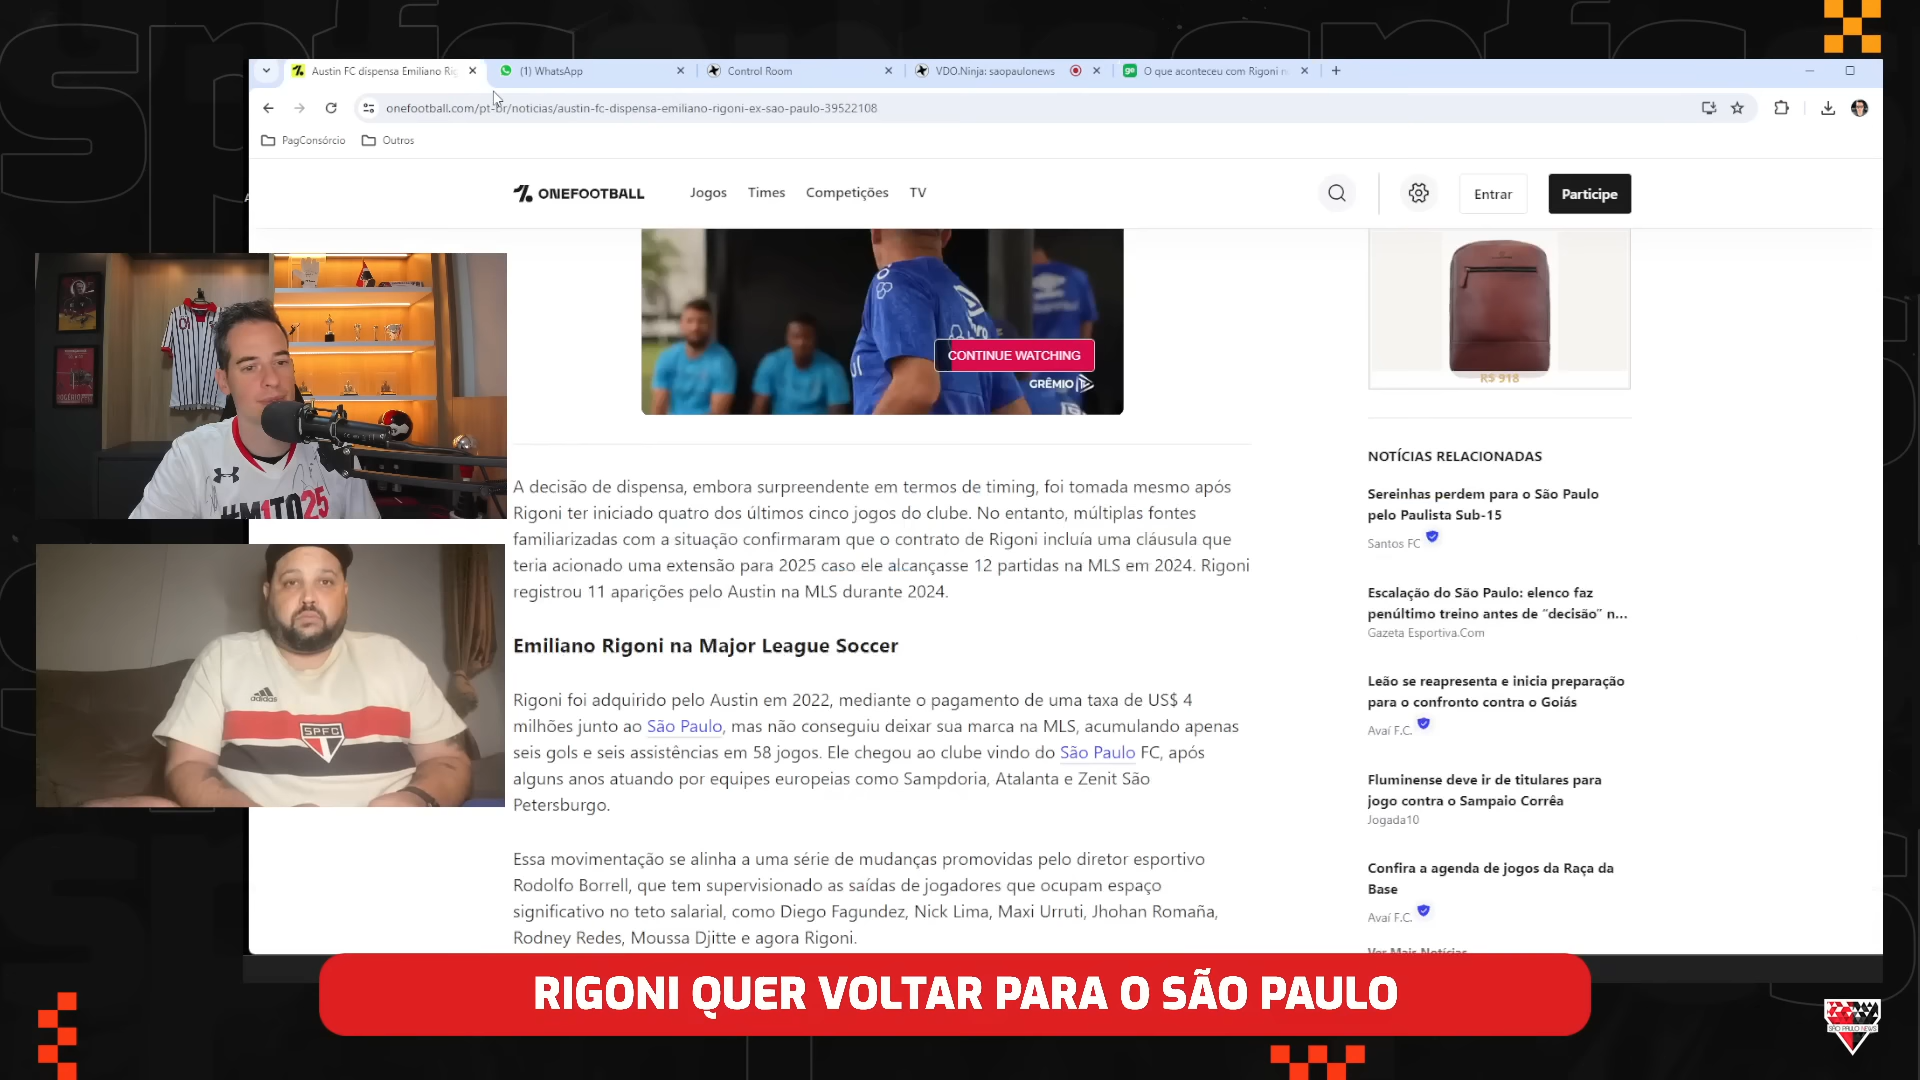 Austin FC dispensa Emiliano Rig
(1) WhatsApp
Control Room
VDO.Ninja: saopaulonews
O que aconteceu com Rigoni n
onefootball.com/pt-br/noticias/austin-fc-dispensa-emiliano-rigoni-ex-sao-paulo-39522108
PagConsórcio
Outros
ONEFOOTBALL
Jogos
Times
Competições
TV
Entrar
Participe
CONTINUE WATCHING
GRÊMIO
R$ 918
#M1TO25
adidas
SPFC
A decisão de dispensa, embora surpreendente em termos de timing, foi tomada mesmo após
Rigoni ter iniciado quatro dos últimos cinco jogos do clube. No entanto, múltiplas fontes
familiarizadas com a situação confirmaram que o contrato de Rigoni incluía uma cláusula que
teria acionado uma extensão para 2025 caso ele alcançasse 12 partidas na MLS em 2024. Rigoni
registrou 11 aparições pelo Austin na MLS durante 2024.
Emiliano Rigoni na Major League Soccer
Rigoni foi adquirido pelo Austin em 2022, mediante o pagamento de uma taxa de US$ 4
milhões junto ao São Paulo, mas não conseguiu deixar sua marca na MLS, acumulando apenas
seis gols e seis assistências em 58 jogos. Ele chegou ao clube vindo do São Paulo FC, após
alguns anos atuando por equipes europeias como Sampdoria, Atalanta e Zenit São
Petersburgo.
Essa movimentação se alinha a uma série de mudanças promovidas pelo diretor esportivo
Rodolfo Borrell, que tem supervisionado as saídas de jogadores que ocupam espaço
significativo no teto salarial, como Diego Fagundez, Nick Lima, Maxi Urruti, Jhohan Romaña,
Rodney Redes, Moussa Djitte e agora Rigoni.
NOTÍCIAS RELACIONADAS
Sereinhas perdem para o São Paulo
pelo Paulista Sub-15
Santos FC
Escalação do São Paulo: elenco faz
penúltimo treino antes de “decisão” n...
Gazeta Esportiva.Com
Leão se reapresenta e inicia preparação
para o confronto contra o Goiás
Avaí F.C.
Fluminense deve ir de titulares para
jogo contra o Sampaio Corrêa
Jogada10
Confira a agenda de jogos da Raça da
Base
Avaí F.C.
Ver Mais Notícias
RIGONI QUER VOLTAR PARA O SÃO PAULO
SÃO PAULO NEWS